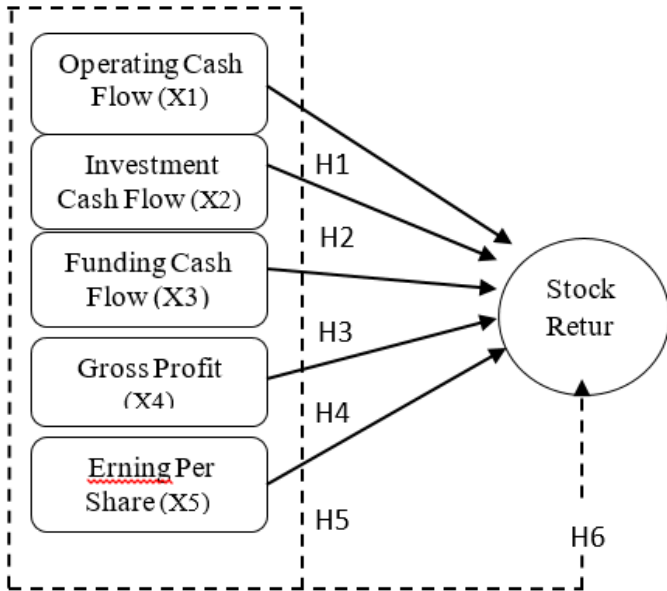 Operating Cash
Flow (X1)
Investment
Cash Flow (X2)
Funding Cash
Flow (X3)
Gross Profit
(X4)
Erning Per
Share (X5)
H1
H2
H3
H4
H5
Stock
Retur
H6